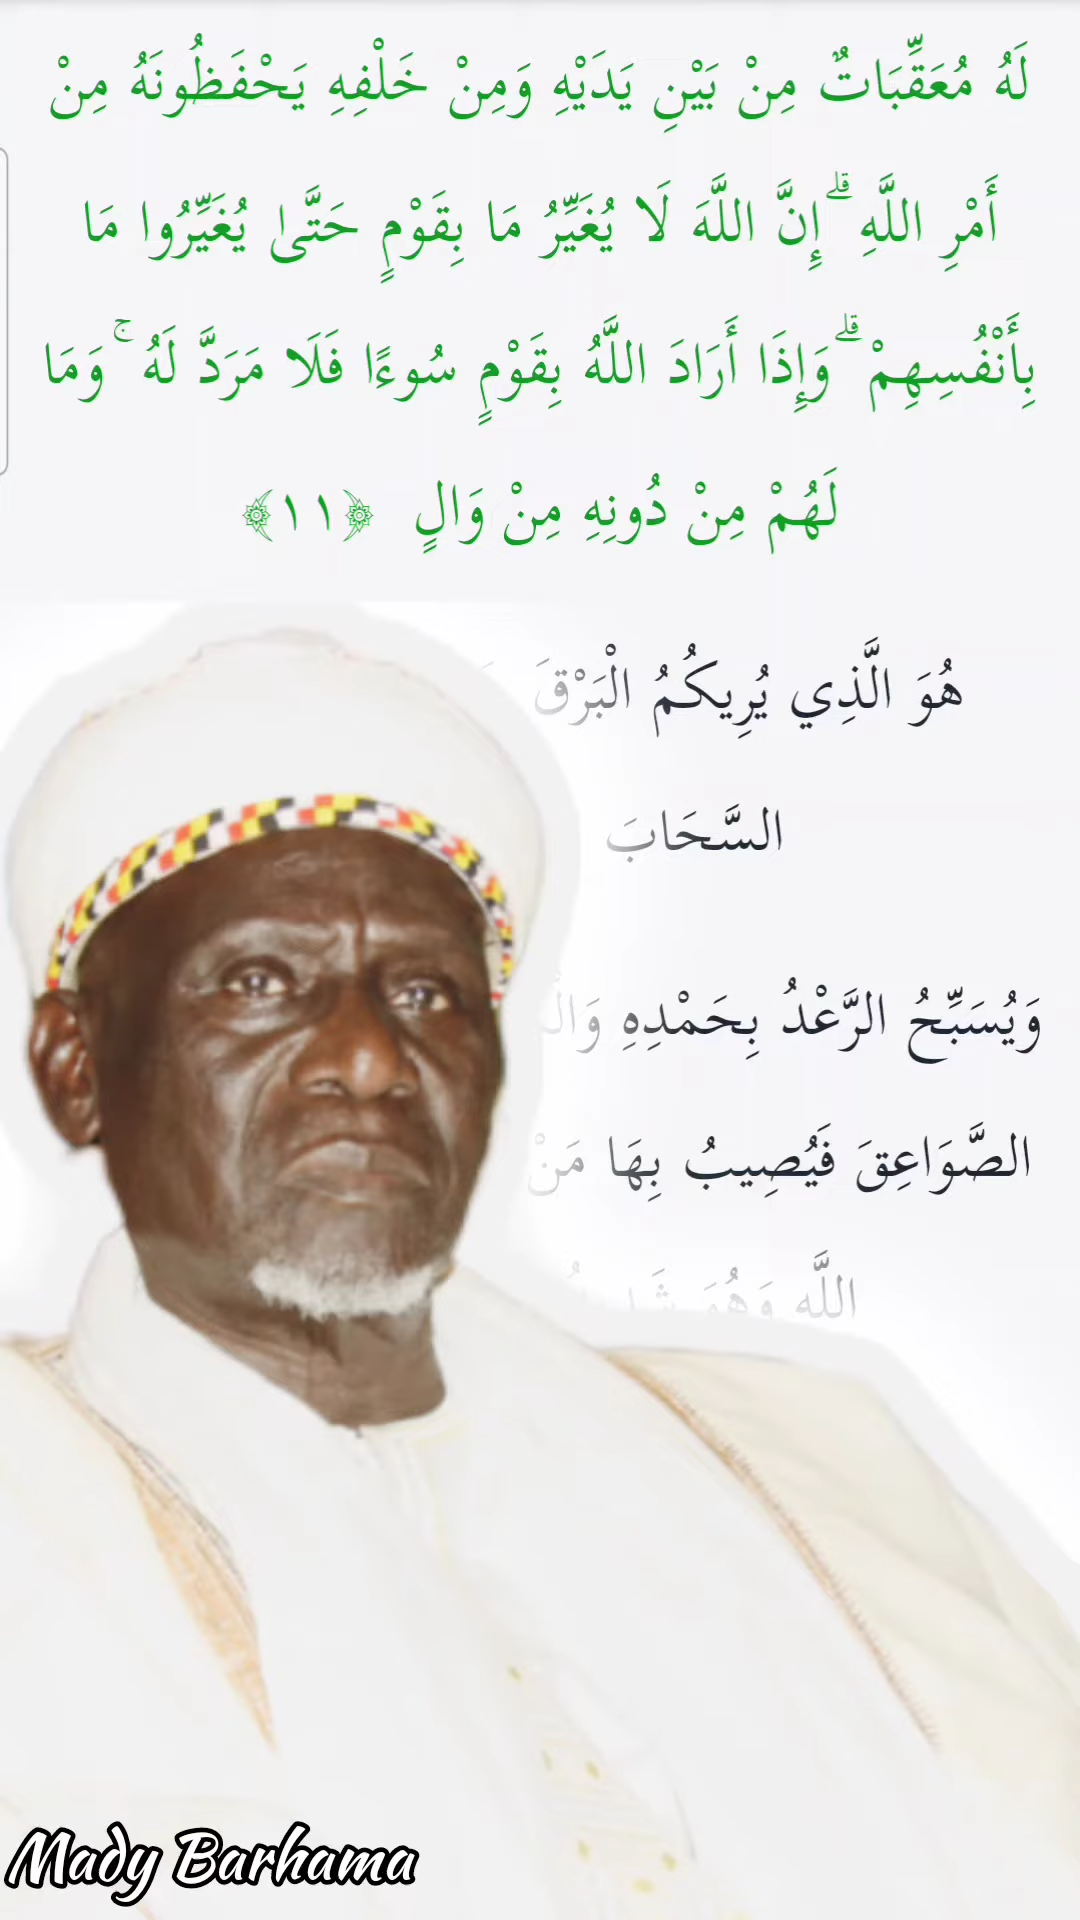 لَهُ مُعَقِّبَاتٌ مِنْ بَيْنِ يَدَيْهِ وَمِنْ خَلْفِهِ يَحْفَظُونَهُ مِنْ
أَمْرِ اللَّهِ ۗ إِنَّ اللَّهَ لَا يُغَيِّرُ مَا بِقَوْمٍ حَتَّىٰ يُغَيِّرُوا مَا
بِأَنْفُسِهِمْ ۗ وَإِذَا أَرَادَ اللَّهُ بِقَوْمٍ سُوءًا فَلَا مَرَدَّ لَهُ ۚ وَمَا
لَهُمْ مِنْ دُونِهِ مِنْ وَالٍ ﴿١١﴾
هُوَ الَّذِي يُرِيكُمُ الْبَرْقَ
السَّحَابَ
وَيُسَبِّحُ الرَّعْدُ بِحَمْدِهِ
الصَّوَاعِقَ فَيُصِيبُ بِهَا مَنْ
اللَّهِ وَهُوَ
Mady Barhama